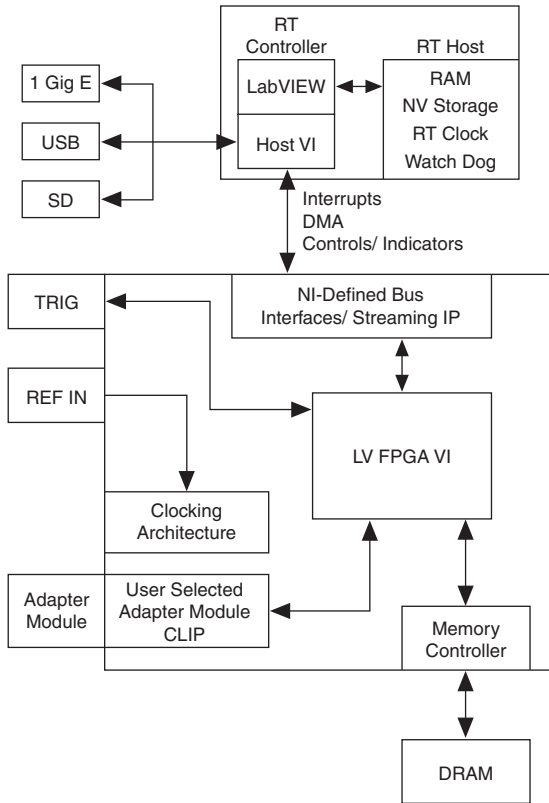 RT
Controller
RT Host
LabVIEW
Host VI
RAM
NV Storage
RT Clock
Watch Dog
1 Gig E
USB
SD
Interrupts
DMA
Controls/ Indicators
TRIG
NI-Defined Bus
Interfaces/ Streaming IP
REF IN
LV FPGA VI
Clocking
Architecture
Adapter
Module
User Selected
Adapter Module
CLIP
Memory
Controller
DRAM